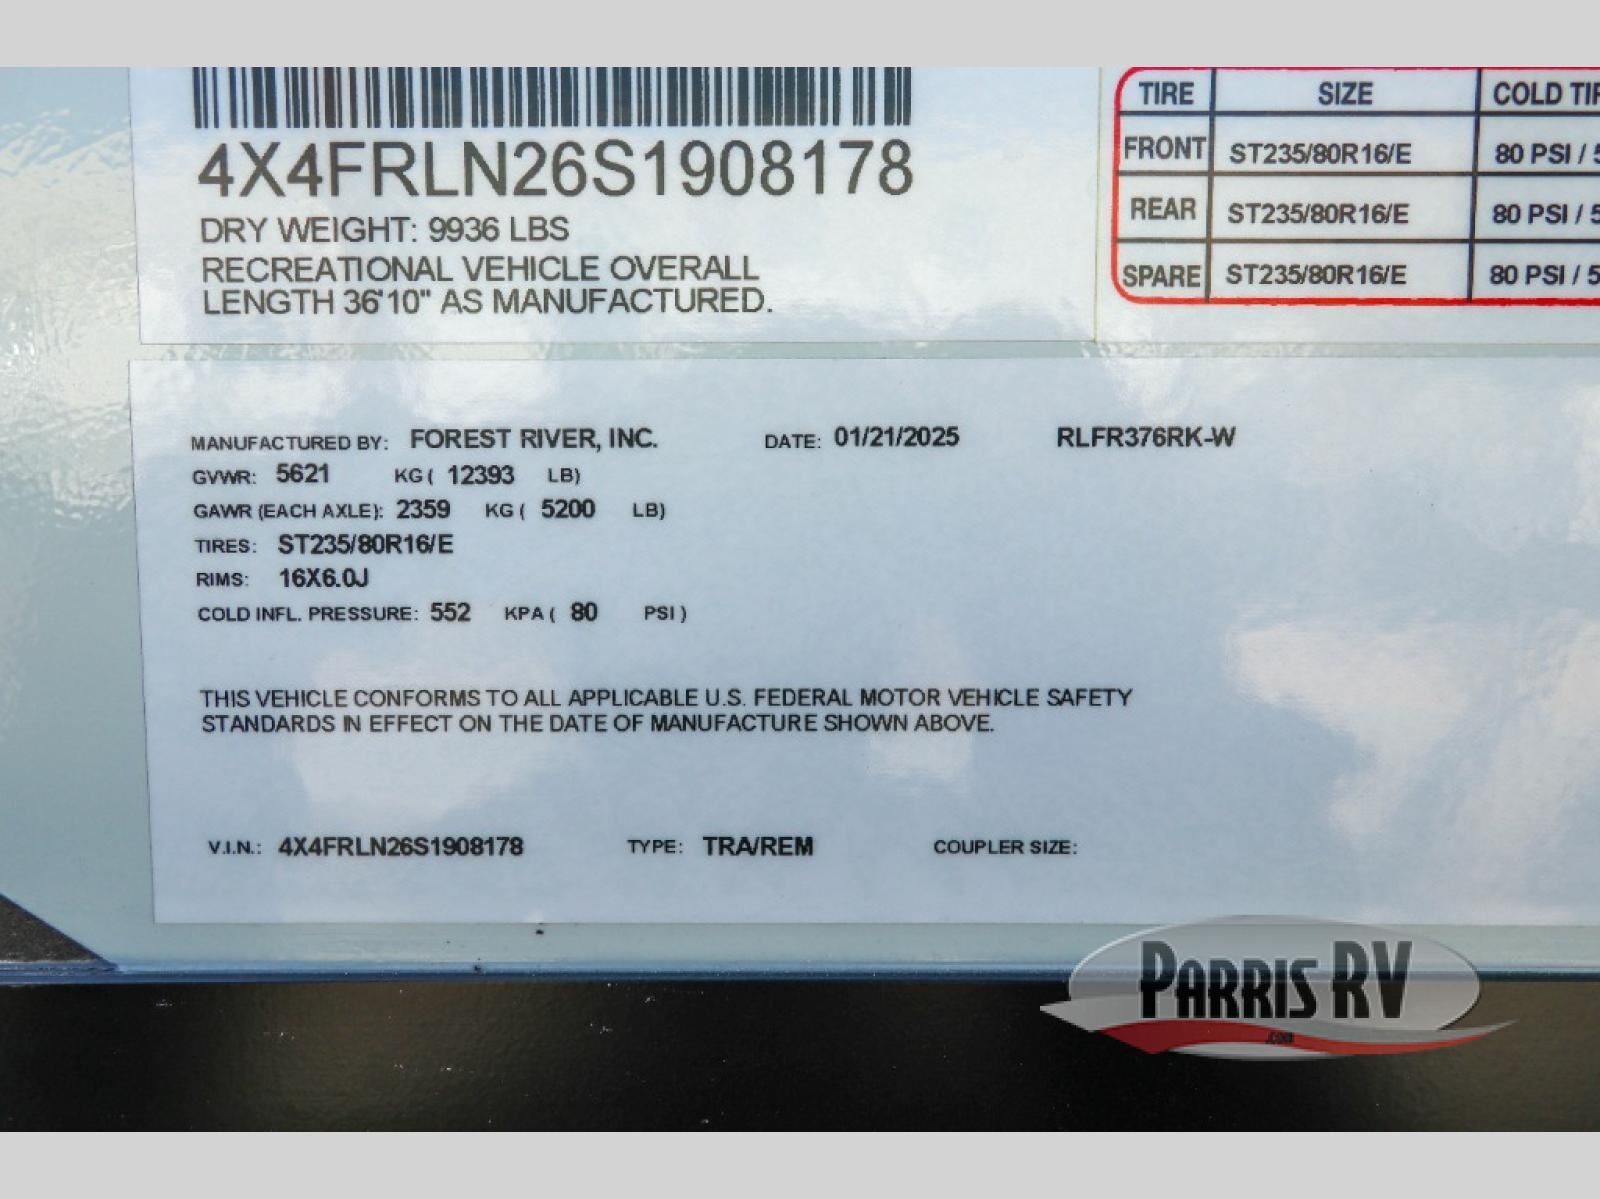 4X4FRLN26S1908178
DRY WEIGHT: 9936 LBS
RECREATIONAL VEHICLE OVERALL
LENGTH 36'10" AS MANUFACTURED.
TIRE SIZE COLD
FRONT ST235/80R16/E 80 PSI /
REAR ST235/80R16/E 80 PSI /
SPARE ST235/80R16/E 80 PSI /
MANUFACTURED BY: FOREST RIVER, INC. DATE: 01/21/2025 RLFR376RK-W
GVWR: 5621 KG ( 12393 LB)
GAWR (EACH AXLE): 2359 KG ( 5200 LB)
TIRES: ST235/80R16/E
RIMS: 16X6.0J
COLD INFL. PRESSURE: 552 KPA ( 80 PSI )
THIS VEHICLE CONFORMS TO ALL APPLICABLE U.S. FEDERAL MOTOR VEHICLE SAFETY
STANDARDS IN EFFECT ON THE DATE OF MANUFACTURE SHOWN ABOVE.
V.I.N.: 4X4FRLN26S1908178 TYPE: TRA/REM COUPLER SIZE:
PARRIS RV
.COM